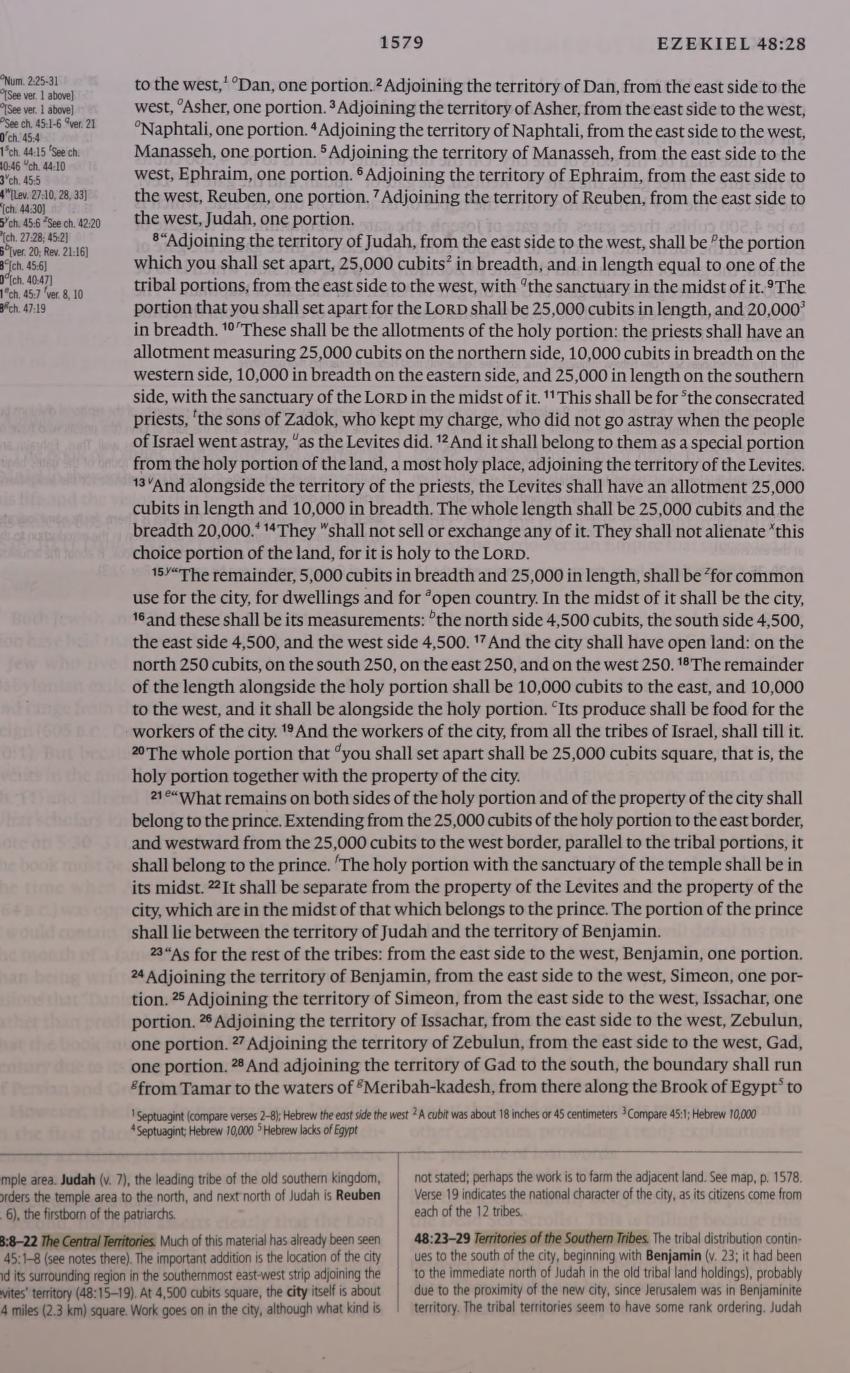 1579
EZEKIEL 48:28
ᵒNum. 2:25-31
ᵒ[See ver. 1 above]
ᵒ[See ver. 1 above]
ᵖSee ch. 45:1-6 ᑫver. 21
0ʳch. 45:4
1ˢch. 44:15 ᵗSee ch.
40:46 ᵘch. 44:10
3ᵛch. 45:5
4ʷ[Lev. 27:10, 28, 33]
[ch. 44:30]
5ʸch. 45:6 ᶻSee ch. 42:20
[ch. 27:28; 45:2]
6ᵇ[ver. 20; Rev. 21:16]
8ᶜ[ch. 45:6]
0ᵈ[ch. 40:47]
1ᵉch. 45:7 ᶠver. 8, 10
8ᵍch. 47:19
to the west,¹ ᵒDan, one portion. ²Adjoining the territory of Dan, from the east side to the
west, ᵒAsher, one portion. ³Adjoining the territory of Asher, from the east side to the west,
ᵒNaphtali, one portion. ⁴Adjoining the territory of Naphtali, from the east side to the west,
Manasseh, one portion. ⁵Adjoining the territory of Manasseh, from the east side to the
west, Ephraim, one portion. ⁶Adjoining the territory of Ephraim, from the east side to
the west, Reuben, one portion. ⁷Adjoining the territory of Reuben, from the east side to
the west, Judah, one portion.
⁸“Adjoining the territory of Judah, from the east side to the west, shall be ᵖthe portion
which you shall set apart, 25,000 cubits² in breadth, and in length equal to one of the
tribal portions, from the east side to the west, with ᑫthe sanctuary in the midst of it. ⁹The
portion that you shall set apart for the LORD shall be 25,000 cubits in length, and 20,000³
in breadth. ¹⁰ʳThese shall be the allotments of the holy portion: the priests shall have an
allotment measuring 25,000 cubits on the northern side, 10,000 cubits in breadth on the
western side, 10,000 in breadth on the eastern side, and 25,000 in length on the southern
side, with the sanctuary of the LORD in the midst of it. ¹¹This shall be for ˢthe consecrated
priests, ᵗthe sons of Zadok, who kept my charge, who did not go astray when the people
of Israel went astray, ᵘas the Levites did. ¹²And it shall belong to them as a special portion
from the holy portion of the land, a most holy place, adjoining the territory of the Levites.
¹³ᵛAnd alongside the territory of the priests, the Levites shall have an allotment 25,000
cubits in length and 10,000 in breadth. The whole length shall be 25,000 cubits and the
breadth 20,000.⁴ ¹⁴They ʷshall not sell or exchange any of it. They shall not alienate ˣthis
choice portion of the land, for it is holy to the LORD.
¹⁵ʸ“The remainder, 5,000 cubits in breadth and 25,000 in length, shall be ᶻfor common
use for the city, for dwellings and for ᵃopen country. In the midst of it shall be the city,
¹⁶and these shall be its measurements: ᵇthe north side 4,500 cubits, the south side 4,500,
the east side 4,500, and the west side 4,500. ¹⁷And the city shall have open land: on the
north 250 cubits, on the south 250, on the east 250, and on the west 250. ¹⁸The remainder
of the length alongside the holy portion shall be 10,000 cubits to the east, and 10,000
to the west, and it shall be alongside the holy portion. ᶜIts produce shall be food for the
workers of the city. ¹⁹And the workers of the city, from all the tribes of Israel, shall till it.
²⁰The whole portion that ᵈyou shall set apart shall be 25,000 cubits square, that is, the
holy portion together with the property of the city.
²¹ᵉ“What remains on both sides of the holy portion and of the property of the city shall
belong to the prince. Extending from the 25,000 cubits of the holy portion to the east border,
and westward from the 25,000 cubits to the west border, parallel to the tribal portions, it
shall belong to the prince. ᶠThe holy portion with the sanctuary of the temple shall be in
its midst. ²²It shall be separate from the property of the Levites and the property of the
city, which are in the midst of that which belongs to the prince. The portion of the prince
shall lie between the territory of Judah and the territory of Benjamin.
²³“As for the rest of the tribes: from the east side to the west, Benjamin, one portion.
²⁴Adjoining the territory of Benjamin, from the east side to the west, Simeon, one por-
tion. ²⁵Adjoining the territory of Simeon, from the east side to the west, Issachar, one
portion. ²⁶Adjoining the territory of Issachar, from the east side to the west, Zebulun,
one portion. ²⁷Adjoining the territory of Zebulun, from the east side to the west, Gad,
one portion. ²⁸And adjoining the territory of Gad to the south, the boundary shall run
ᵍfrom Tamar to the waters of ᵍMeribah-kadesh, from there along the Brook of Egypt⁵ to
¹Septuagint (compare verses 2–8); Hebrew the east side the west ²A cubit was about 18 inches or 45 centimeters ³Compare 45:1; Hebrew 10,000
⁴Septuagint; Hebrew 10,000 ⁵Hebrew lacks of Egypt
mple area. Judah (v. 7), the leading tribe of the old southern kingdom,
orders the temple area to the north, and next north of Judah is Reuben
. 6), the firstborn of the patriarchs.
8:8–22 The Central Territories. Much of this material has already been seen
45:1–8 (see notes there). The important addition is the location of the city
nd its surrounding region in the southernmost east-west strip adjoining the
evites' territory (48:15–19). At 4,500 cubits square, the city itself is about
4 miles (2.3 km) square. Work goes on in the city, although what kind is
not stated; perhaps the work is to farm the adjacent land. See map, p. 1578.
Verse 19 indicates the national character of the city, as its citizens come from
each of the 12 tribes.
48:23–29 Territories of the Southern Tribes. The tribal distribution contin-
ues to the south of the city, beginning with Benjamin (v. 23; it had been
to the immediate north of Judah in the old tribal land holdings), probably
due to the proximity of the new city, since Jerusalem was in Benjaminite
territory. The tribal territories seem to have some rank ordering. Judah